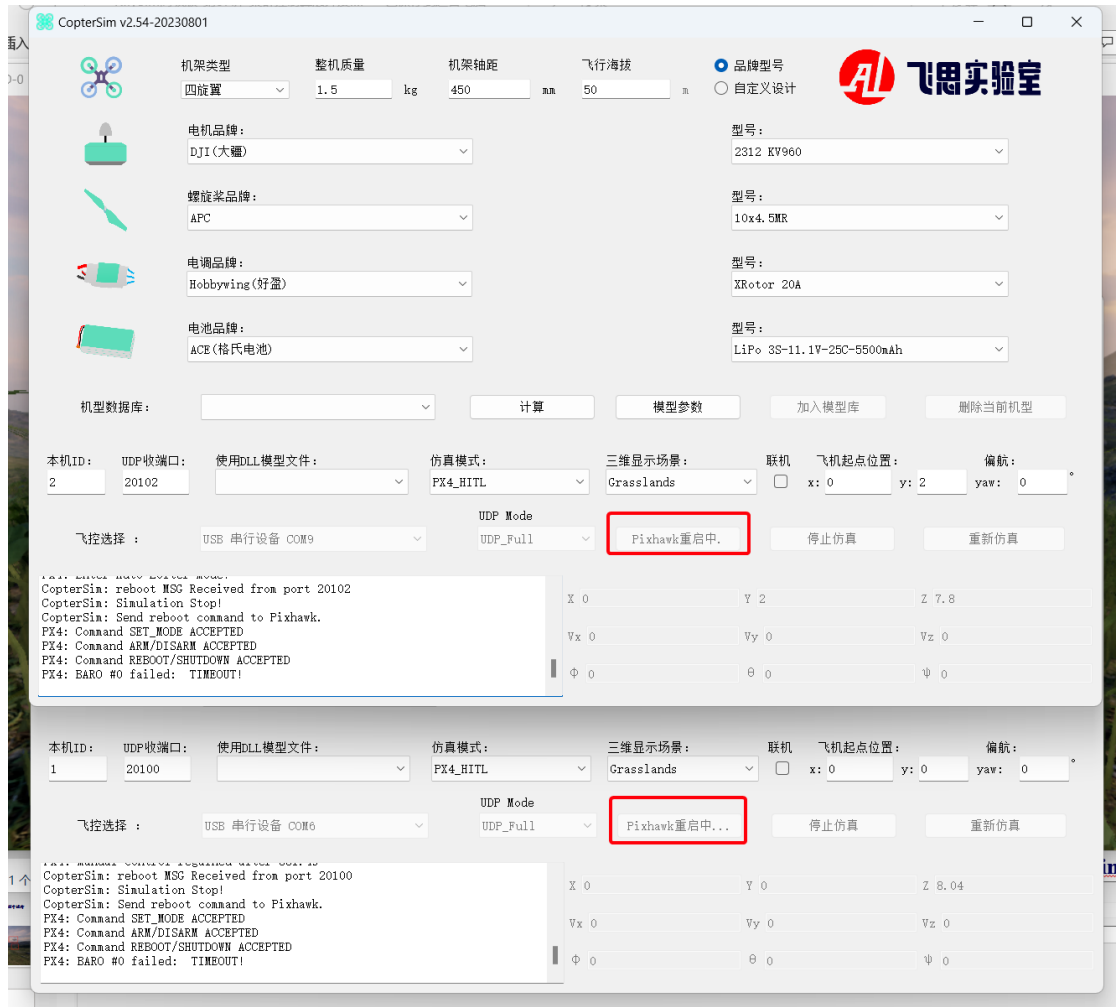 插入
CopterSim v2.54-20230801
0-0
机架类型 整机质量 机架轴距 飞行海拔 品牌型号
四旋翼 1.5 kg 450 mm 50 m 自定义设计
飞思实验室
电机品牌: 型号:
DJI(大疆) 2312 KV960
螺旋桨品牌: 型号:
APC 10x4.5MR
电调品牌: 型号:
Hobbywing(好盈) XRotor 20A
电池品牌: 型号:
ACE(格氏电池) LiPo 3S-11.1V-25C-5500mAh
机型数据库: 计算 模型参数 加入模型库 删除当前机型
本机ID: UDP收端口: 使用DLL模型文件: 仿真模式: 三维显示场景: 联机 飞机起点位置: 偏航:
2 20102 PX4_HITL Grasslands x: 0 y: 2 yaw: 0 °
UDP Mode
飞控选择 : USB 串行设备 COM9 UDP_Full Pixhawk重启中. 停止仿真 重新仿真
CopterSim: reboot MSG Received from port 20102
CopterSim: Simulation Stop!
CopterSim: Send reboot command to Pixhawk.
PX4: Command SET_MODE ACCEPTED
PX4: Command ARM/DISARM ACCEPTED
PX4: Command REBOOT/SHUTDOWN ACCEPTED
PX4: BARO #0 failed: TIMEOUT!
X 0 Y 2 Z 7.8
Vx 0 Vy 0 Vz 0
Φ 0 θ 0 ψ 0
本机ID: UDP收端口: 使用DLL模型文件: 仿真模式: 三维显示场景: 联机 飞机起点位置: 偏航:
1 20100 PX4_HITL Grasslands x: 0 y: 0 yaw: 0 °
UDP Mode
飞控选择 : USB 串行设备 COM6 UDP_Full Pixhawk重启中... 停止仿真 重新仿真
1 个
CopterSim: reboot MSG Received from port 20100
CopterSim: Simulation Stop!
CopterSim: Send reboot command to Pixhawk.
PX4: Command SET_MODE ACCEPTED
PX4: Command ARM/DISARM ACCEPTED
PX4: Command REBOOT/SHUTDOWN ACCEPTED
PX4: BARO #0 failed: TIMEOUT!
X 0 Y 0 Z 8.04
Vx 0 Vy 0 Vz 0
Φ 0 θ 0 ψ 0